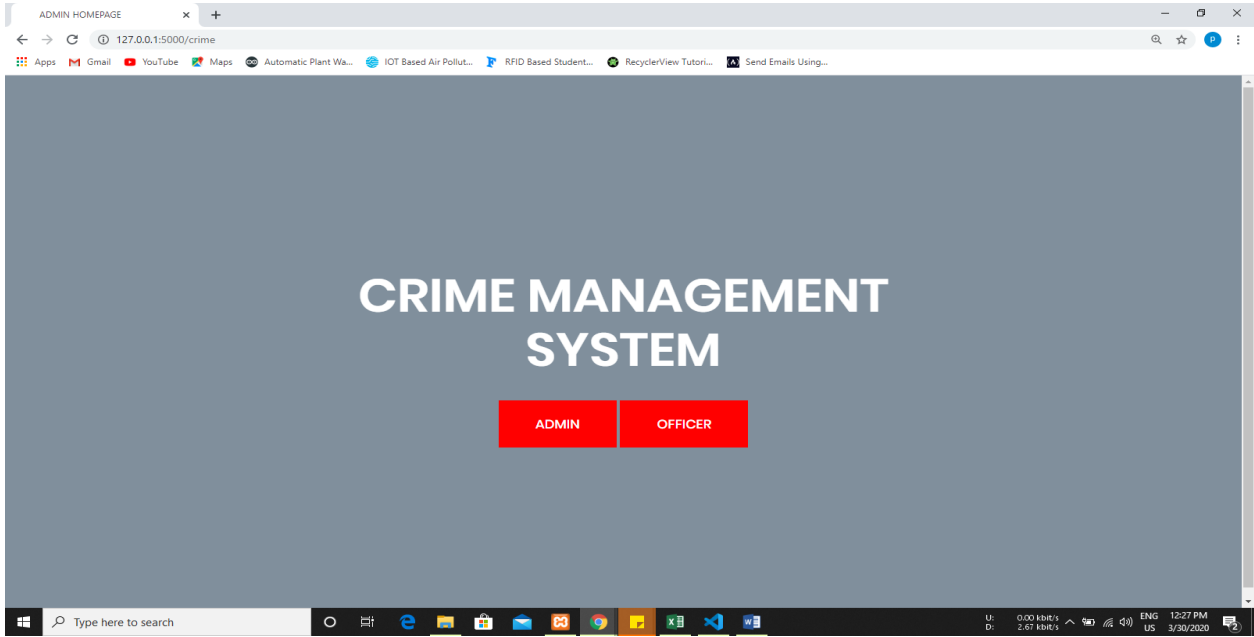 ADMIN HOMEPAGE
127.0.0.1:5000/crime
P
Apps Gmail YouTube Maps Automatic Plant Wa... IOT Based Air Pollut... RFID Based Student... RecyclerView Tutori... Send Emails Using...
CRIME MANAGEMENT
SYSTEM
ADMIN OFFICER
Type here to search
U: 0.00 kbit/s
D: 2.67 kbit/s
ENG 12:27 PM
US 3/30/2020
2